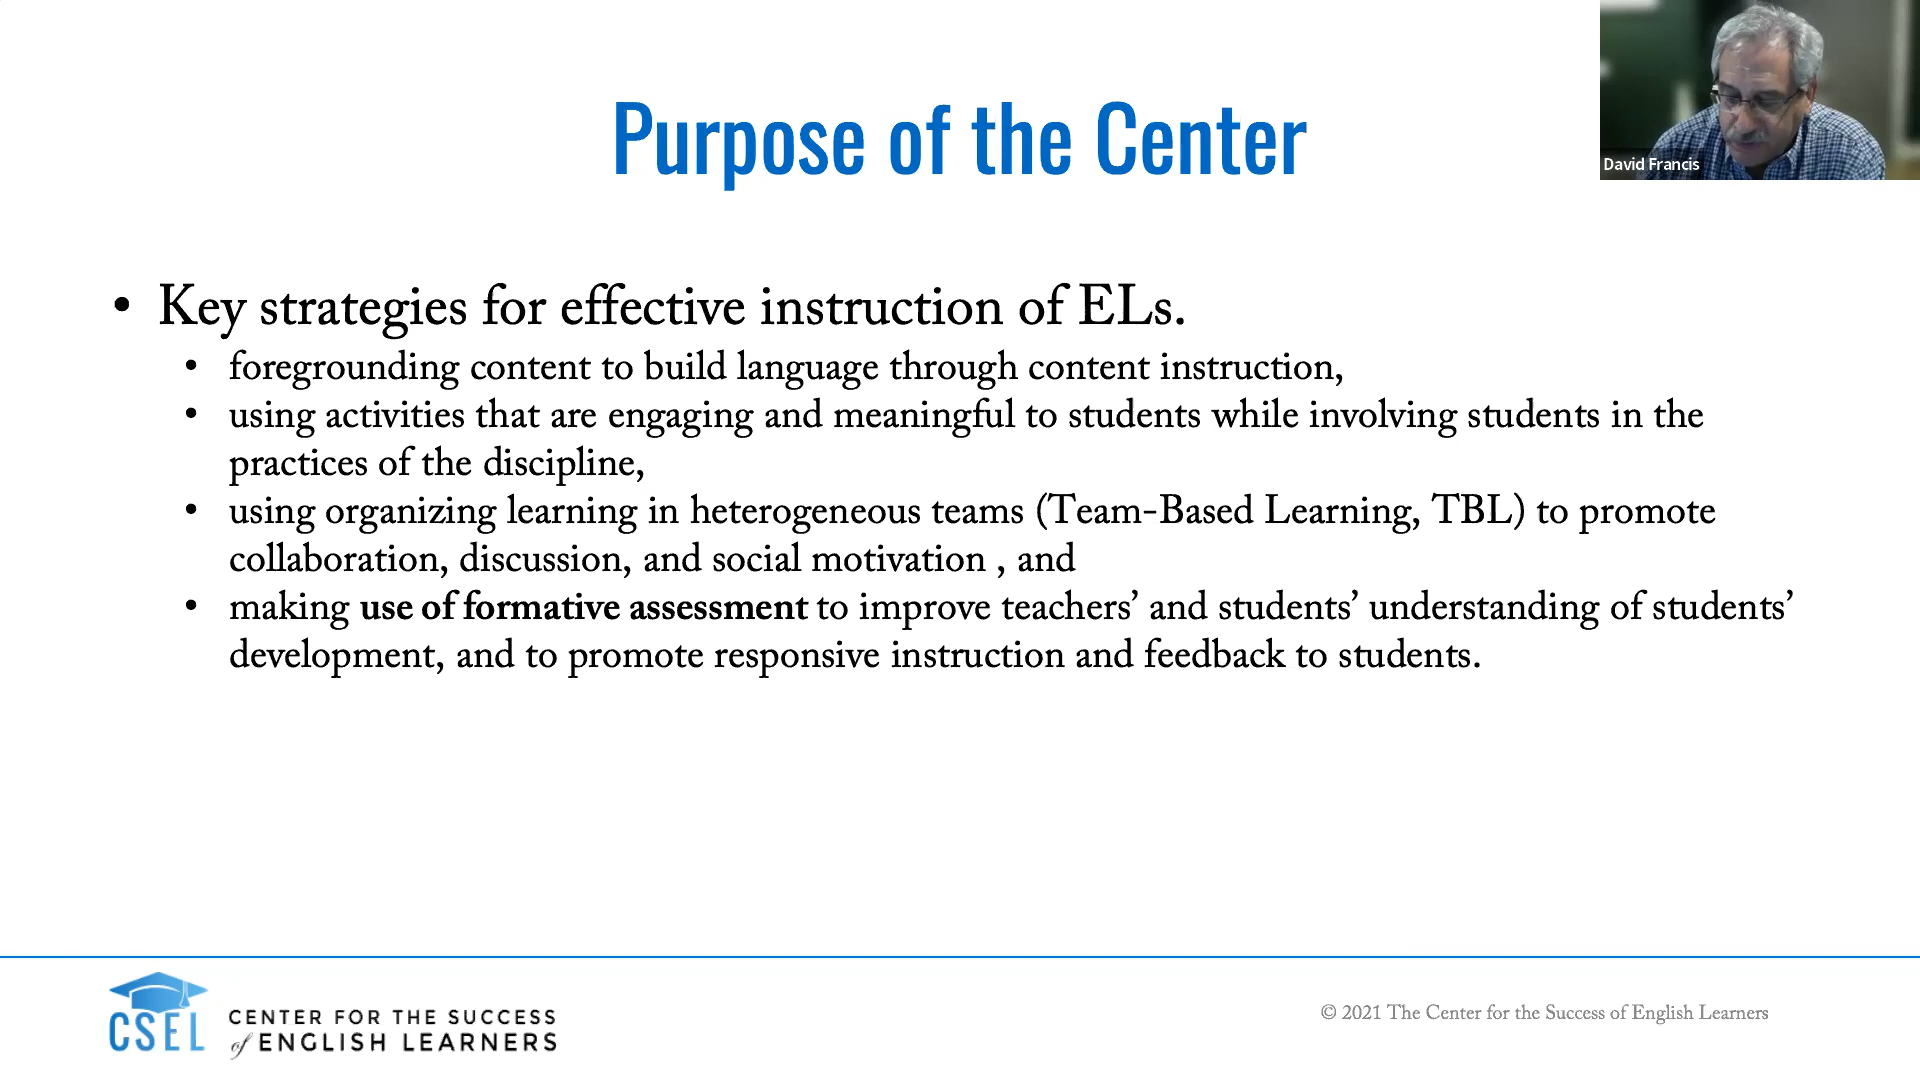 Purpose of the Center
David Francis
• Key strategies for effective instruction of ELs.
• foregrounding content to build language through content instruction,
• using activities that are engaging and meaningful to students while involving students in the
practices of the discipline,
• using organizing learning in heterogeneous teams (Team-Based Learning, TBL) to promote
collaboration, discussion, and social motivation , and
• making use of formative assessment to improve teachers’ and students’ understanding of students’
development, and to promote responsive instruction and feedback to students.
CSEL
CENTER FOR THE SUCCESS
of ENGLISH LEARNERS
© 2021 The Center for the Success of English Learners